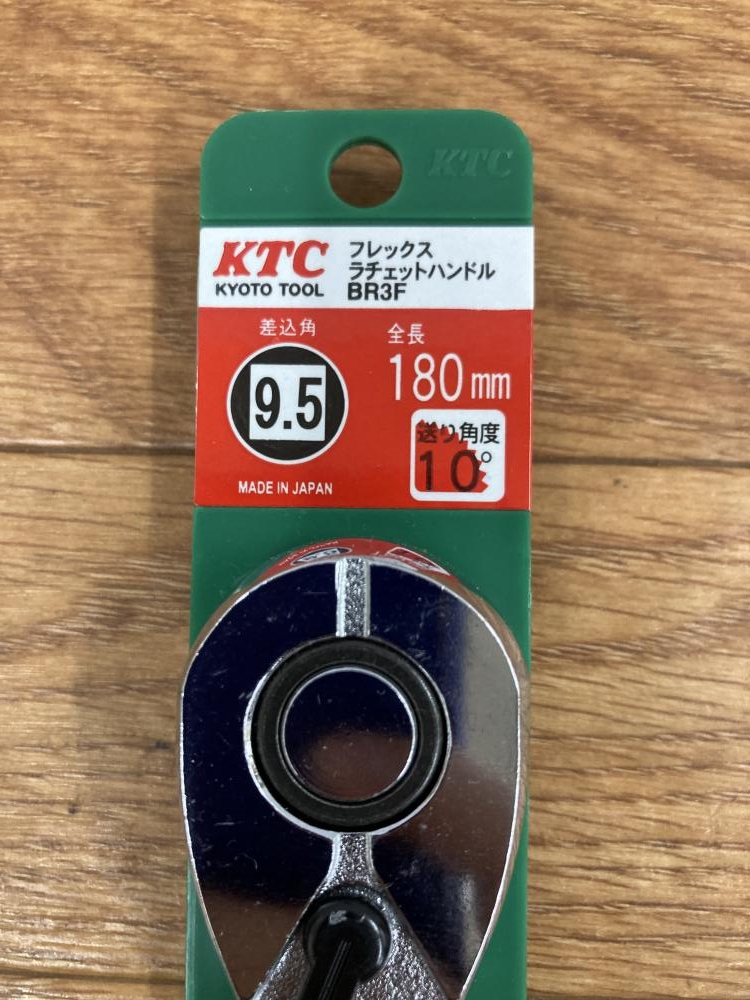 KTC
KTC
KYOTO TOOL
フレックス
ラチェットハンドル
BR3F
差込角
9.5
全長
180mm
送り角度
10°
MADE IN JAPAN